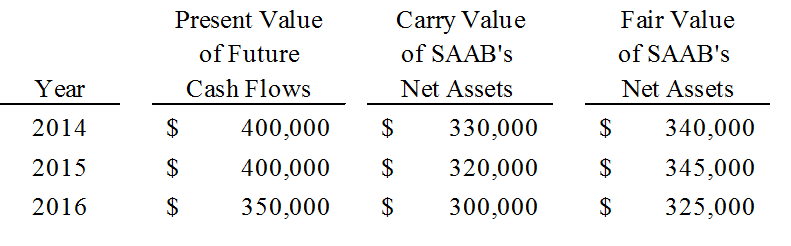 Present Value Carry Value Fair Value
of Future of SAAB's of SAAB's
Year Cash Flows Net Assets Net Assets
2014 $ 400,000 $ 330,000 $ 340,000
2015 $ 400,000 $ 320,000 $ 345,000
2016 $ 350,000 $ 300,000 $ 325,000